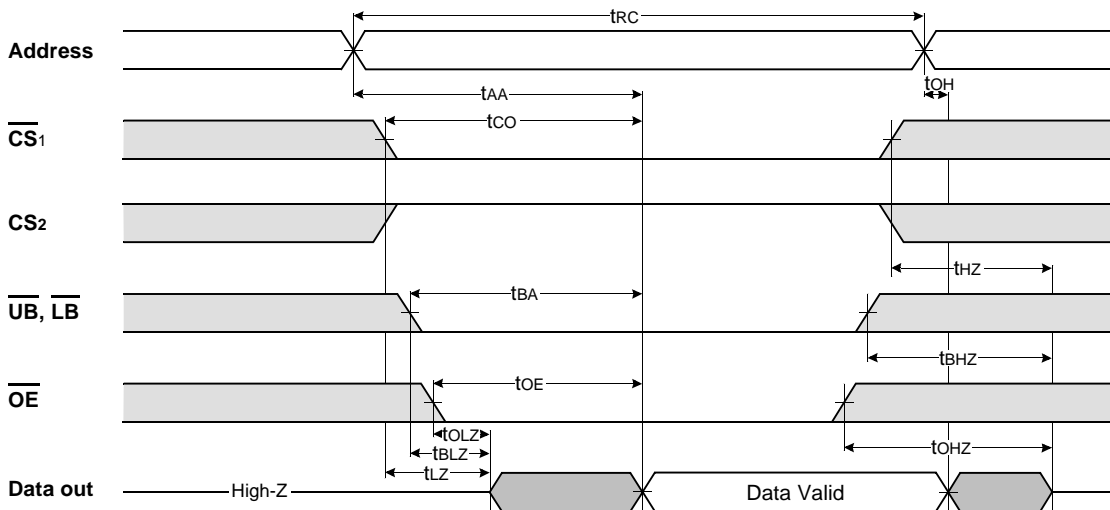 tRC
Address
tOH
tAA
tCO
CS1
CS2
tHZ
tBA
UB, LB
tBHZ
tOE
OE
tOLZ
tBLZ
tOHZ
tLZ
Data out
High-Z
Data Valid